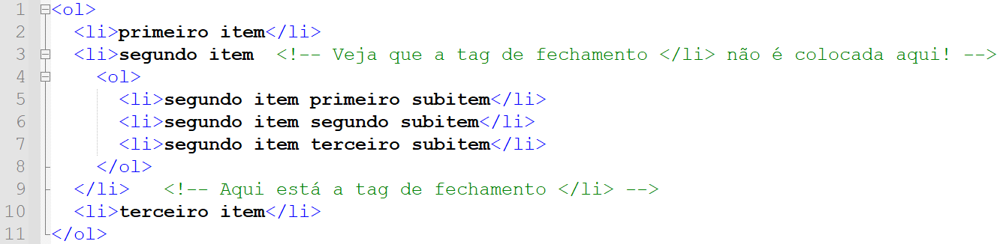 1 <ol>
2 <li>primeiro item</li>
3 <li>segundo item <!-- Veja que a tag de fechamento </li> não é colocada aqui! -->
4 <ol>
5 <li>segundo item primeiro subitem</li>
6 <li>segundo item segundo subitem</li>
7 <li>segundo item terceiro subitem</li>
8 </ol>
9 </li> <!-- Aqui está a tag de fechamento </li> -->
10 <li>terceiro item</li>
11 </ol>